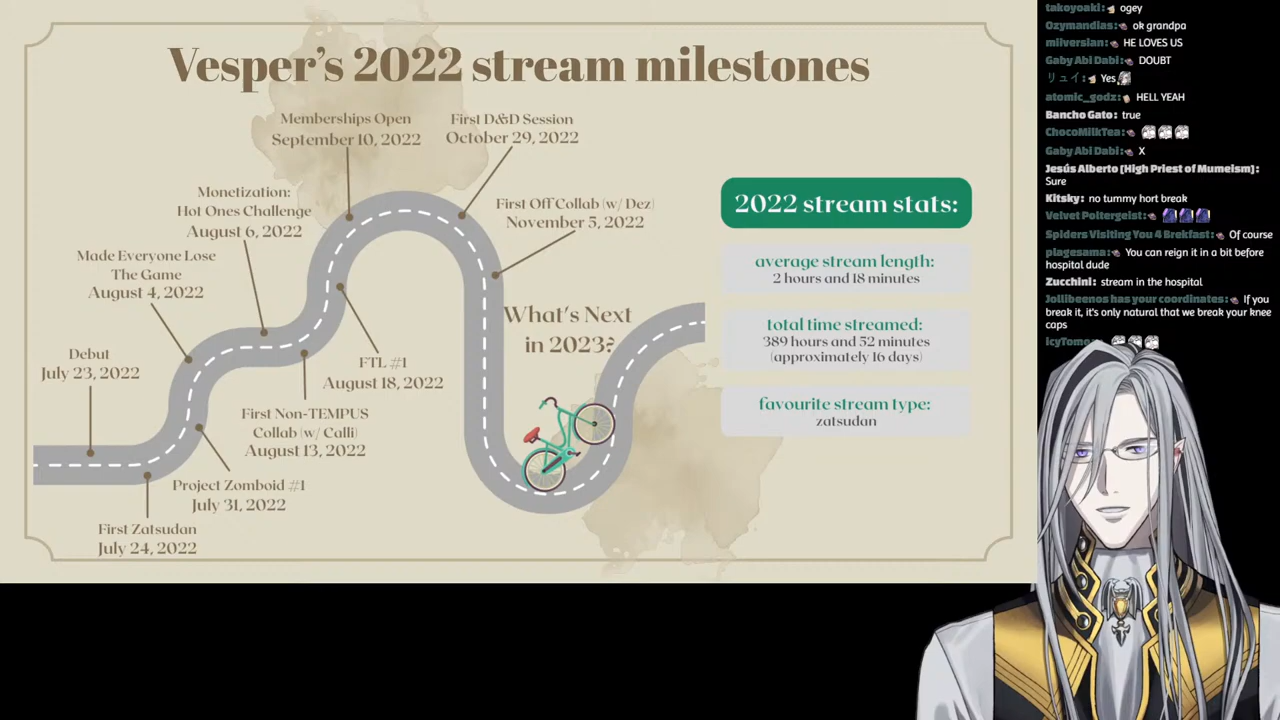 Vesper's 2022 stream milestones
Memberships Open
September 10, 2022
First D&D Session
October 29, 2022
Monetization:
Hot Ones Challenge
August 6, 2022
First Off Collab (w/ Dez)
November 5, 2022
Made Everyone Lose
The Game
August 4, 2022
What's Next
in 2023?
Debut
July 23, 2022
FTL #1
August 18, 2022
First Non-TEMPUS
Collab (w/ Calli)
August 13, 2022
Project Zomboid #1
July 31, 2022
First Zatsudan
July 24, 2022
2022 stream stats:
average stream length:
2 hours and 18 minutes
total time streamed:
389 hours and 52 minutes
(approximately 16 days)
favourite stream type:
zatsudan
takoyoaki: ogey
Ozymandias: ok grandpa
milversian: HE LOVES US
Gaby Abi Dabi: DOUBT
リュイ: Yes
atomic_godz: HELL YEAH
Bancho Gato: true
ChocoMilkTea:
Gaby Abi Dabi: X
Jesús Alberto [High Priest of Mumeism]:
Sure
Kitsky: no tummy hort break
Velvet Poltergeist:
Spiders Visiting You 4 Brekfast: Of course
plagesama: You can reign it in a bit before
hospital dude
Zucchini: stream in the hospital
Jollibeenos has your coordinates: If you
break it, it's only natural that we break your knee
caps
icyTome